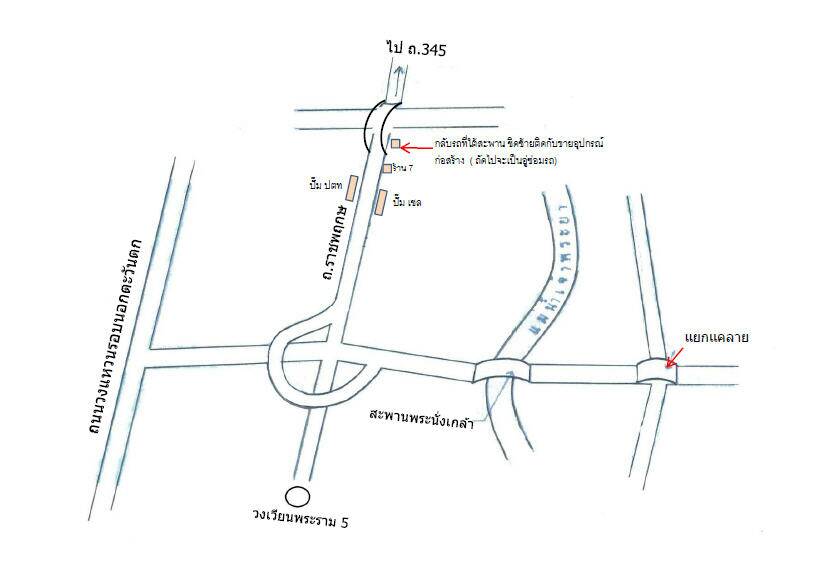 ไป ถ.345
กลับรถที่ใต้สะพาน ชิดซ้ายติดกับขายอุปกรณ์
ก่อสร้าง ( ถัดไปจะเป็นอู่ซ่อมรถ)
ร้าน 7
ปั๊ม ปตท
ปั๊ม เชล
ถ.ราชพฤกษ์
แม่น้ำเจ้าพระยา
ถนนวงแหวนรอบนอกตะวันตก
แยกแคลาย
สะพานพระนั่งเกล้า
วงเวียนพระราม 5